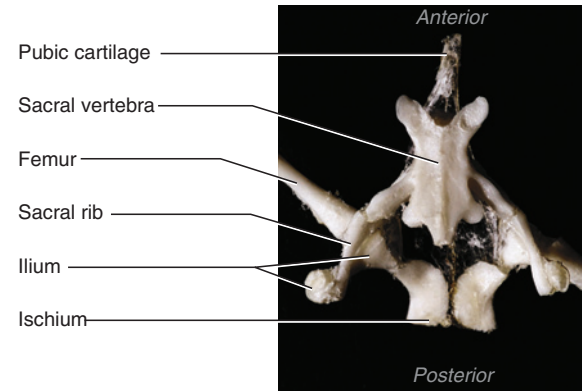 Anterior
Pubic cartilage
Sacral vertebra
Femur
Sacral rib
Ilium
Ischium
Posterior